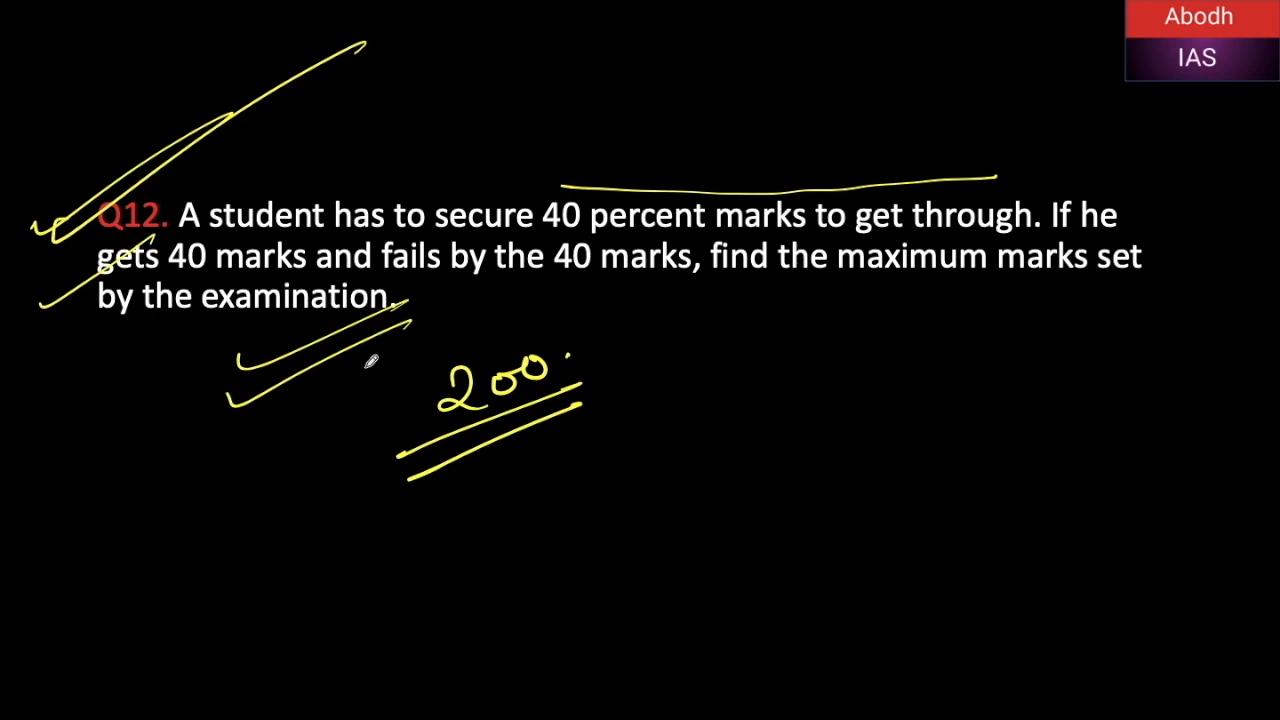 Abodh
IAS
Q12. A student has to secure 40 percent marks to get through. If he
gets 40 marks and fails by the 40 marks, find the maximum marks set
by the examination.
200.